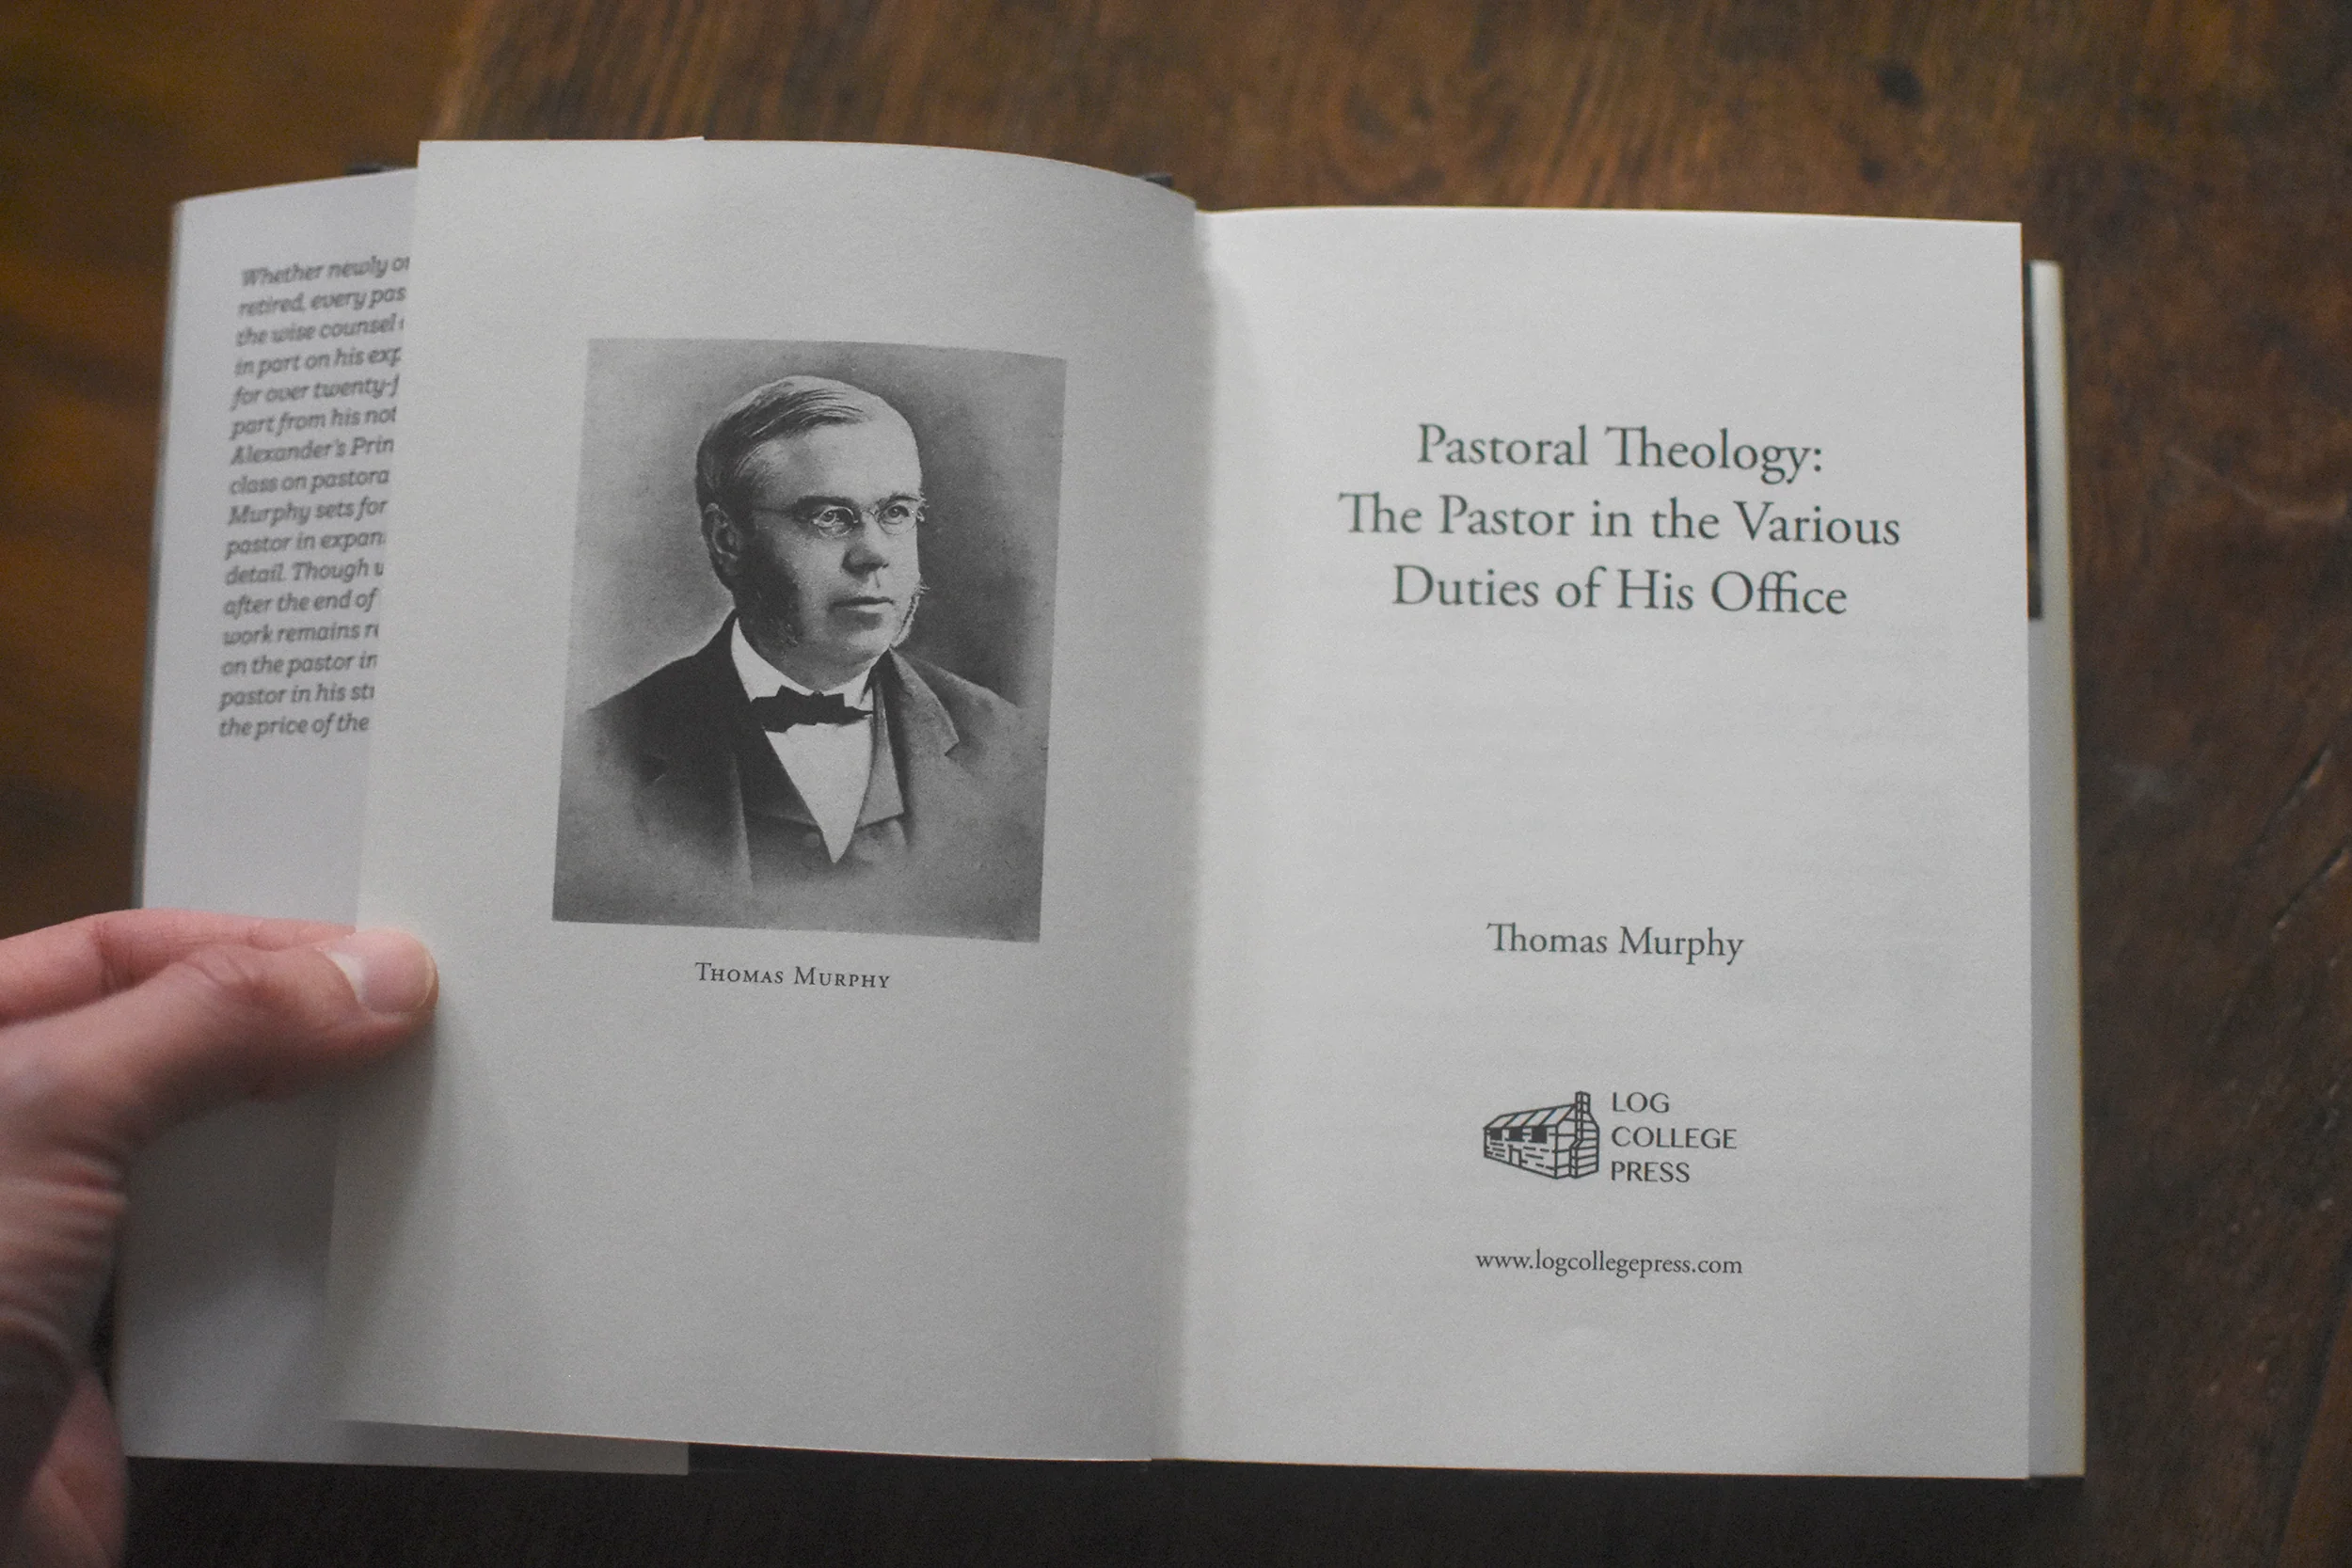 Whether newly
retired, every
the wise counsel
in part on his
for over
part from his
Alexander's
class on
Murphy sets
pastor in
detail. Though
after the end of
work remains
on the pastor
pastor in his
the price of the
THOMAS MURPHY
Pastoral Theology:
The Pastor in the Various
Duties of His Office
Thomas Murphy
LOG
COLLEGE
PRESS
www.logcollegepress.com